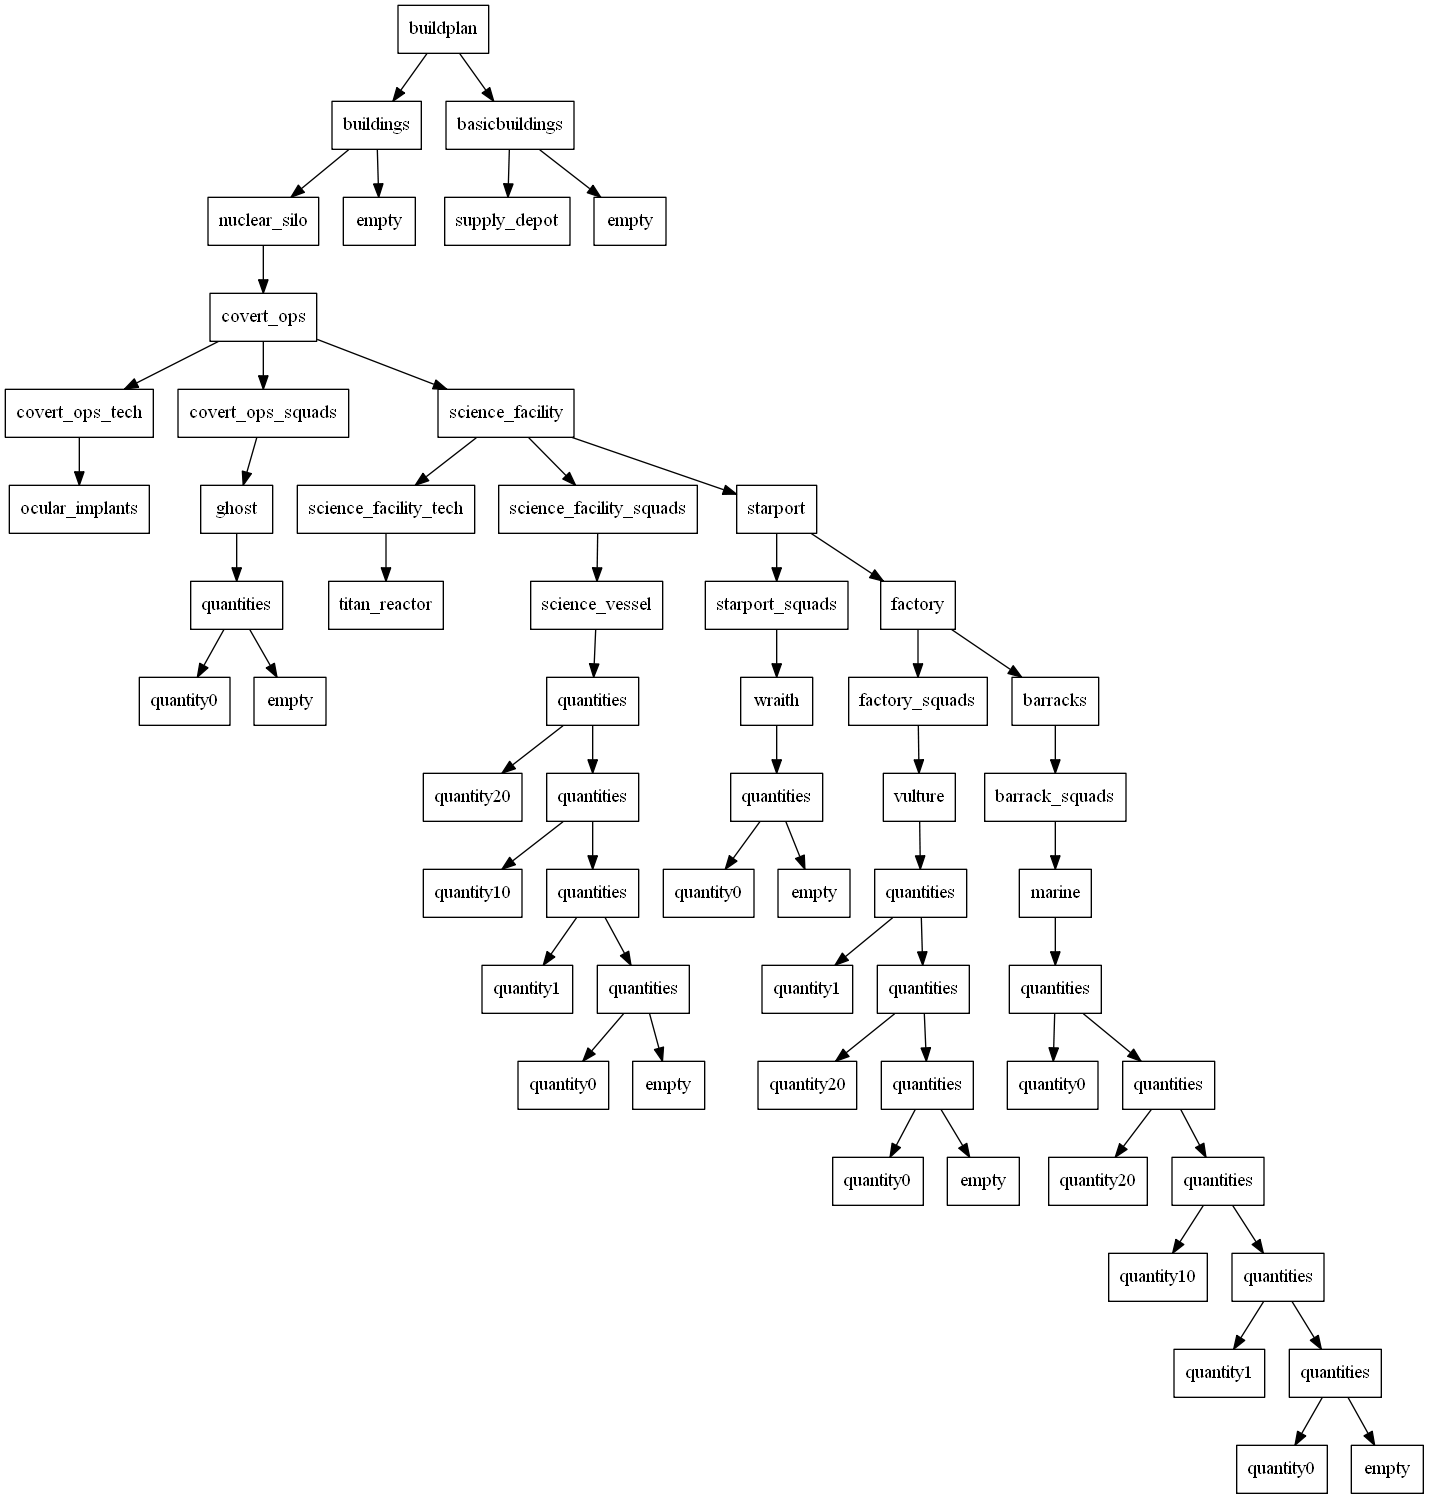 buildplan
buildings
basicbuildings
nuclear_silo
empty
supply_depot
empty
covert_ops
covert_ops_tech
covert_ops_squads
science_facility
ocular_implants
ghost
science_facility_tech
science_facility_squads
starport
quantities
titan_reactor
science_vessel
starport_squads
factory
quantity0
empty
quantities
wraith
factory_squads
barracks
quantity20
quantities
quantities
vulture
barrack_squads
quantity10
quantities
quantity0
empty
quantities
marine
quantity1
quantities
quantity1
quantities
quantities
quantity0
empty
quantity20
quantities
quantity0
quantities
quantity0
empty
quantity20
quantities
quantity10
quantities
quantity1
quantities
quantity0
empty